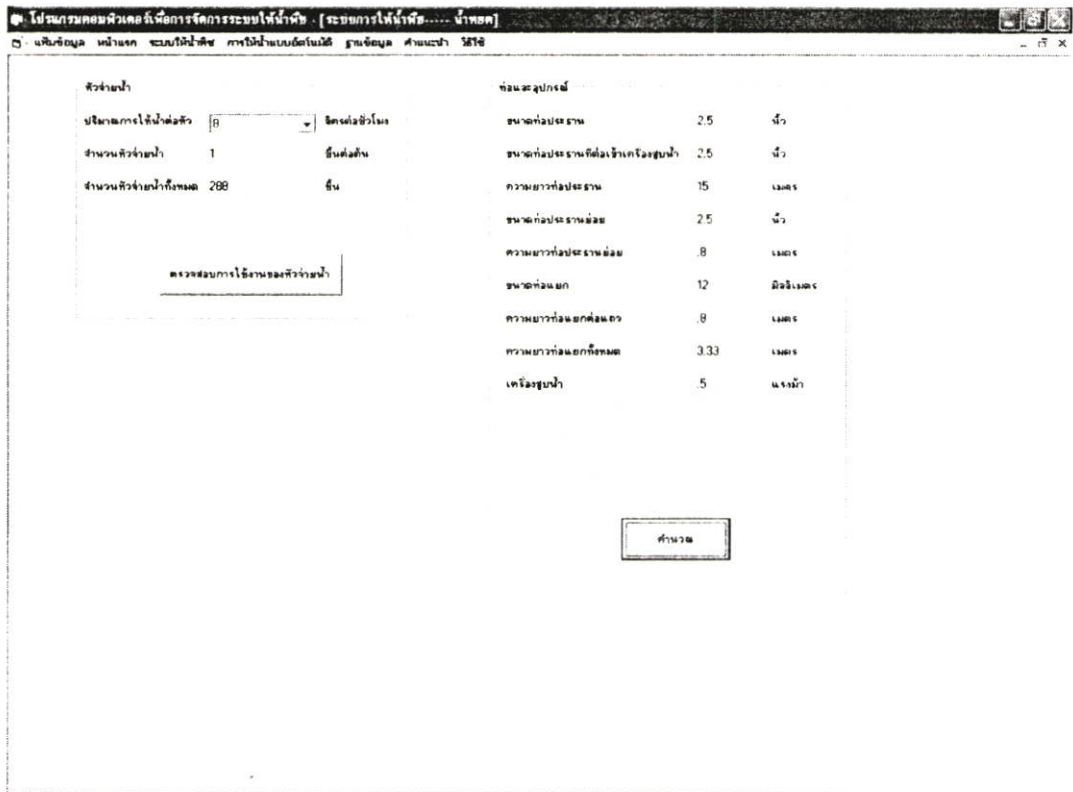 โปรแกรมคอมพิวเตอร์เพื่อการจัดการระบบให้น้ำพืช - [ระบบการให้น้ำพืช----- น้ำหยด]
แฟ้มข้อมูล หน้าแรก ระบบให้น้ำพืช การให้น้ำแบบอัตโนมัติ ฐานข้อมูล คำแนะนำ วิธีใช้
หัวจ่ายน้ำ
ปริมาณการให้น้ำต่อหัว 8 ลิตรต่อชั่วโมง
จำนวนหัวจ่ายน้ำ 1 ชิ้นต่อต้น
จำนวนหัวจ่ายน้ำทั้งหมด 288 ชิ้น
ตรวจสอบการใช้งานของหัวจ่ายน้ำ
ท่อและอุปกรณ์
ขนาดท่อประธาน 2.5 นิ้ว
ขนาดท่อประธานที่ต่อเข้าเครื่องสูบน้ำ 2.5 นิ้ว
ความยาวท่อประธาน 15 เมตร
ขนาดท่อประธานย่อย 2.5 นิ้ว
ความยาวท่อประธานย่อย .8 เมตร
ขนาดท่อแยก 12 มิลลิเมตร
ความยาวท่อแยกต่อแถว .8 เมตร
ความยาวท่อแยกทั้งหมด 3.33 เมตร
เครื่องสูบน้ำ .5 แรงม้า
คำนวณ